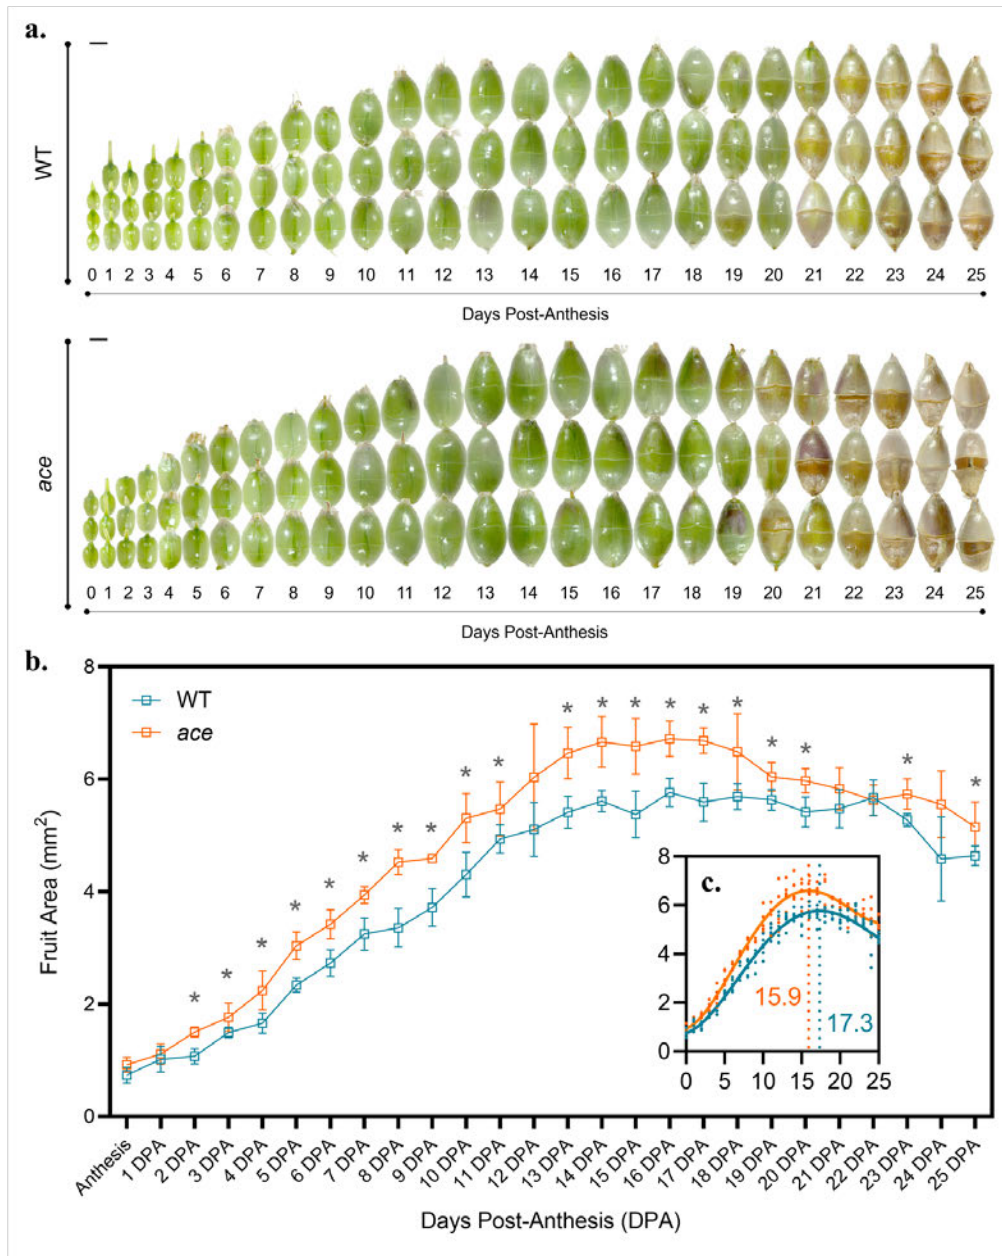 a.
WT
0 1 2 3 4 5 6 7 8 9 10 11 12 13 14 15 16 17 18 19 20 21 22 23 24 25
Days Post-Anthesis
ace
0 1 2 3 4 5 6 7 8 9 10 11 12 13 14 15 16 17 18 19 20 21 22 23 24 25
Days Post-Anthesis
b.
8
6
4
2
0
Fruit Area (mm²)
WT
ace
* * * * * * * * * * * * * * * * * * * *
c.
8
6
4
2
0
15.9
17.3
0 5 10 15 20 25
Anthesis 1 DPA 2 DPA 3 DPA 4 DPA 5 DPA 6 DPA 7 DPA 8 DPA 9 DPA 10 DPA 11 DPA 12 DPA 13 DPA 14 DPA 15 DPA 16 DPA 17 DPA 18 DPA 19 DPA 20 DPA 21 DPA 22 DPA 23 DPA 24 DPA 25 DPA
Days Post-Anthesis (DPA)